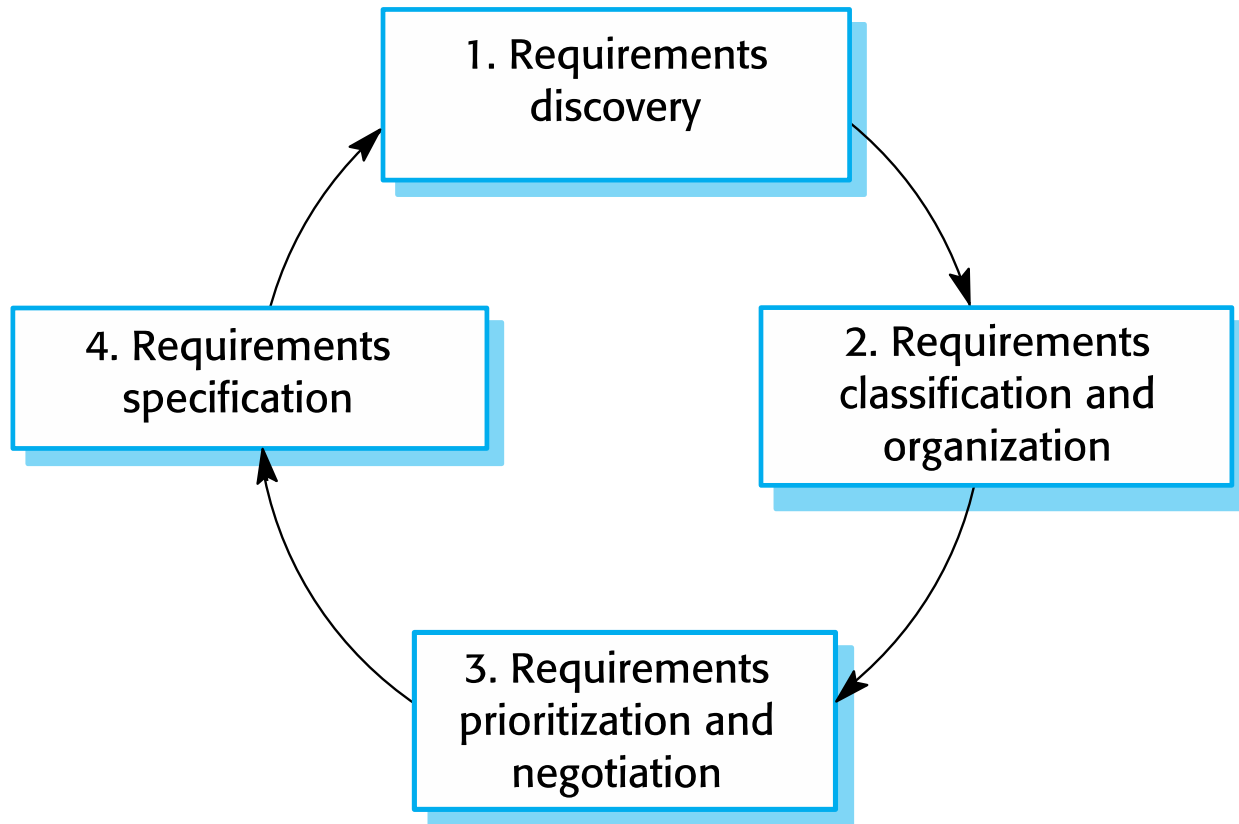 1. Requirements
discovery
2. Requirements
classification and
organization
3. Requirements
prioritization and
negotiation
4. Requirements
specification